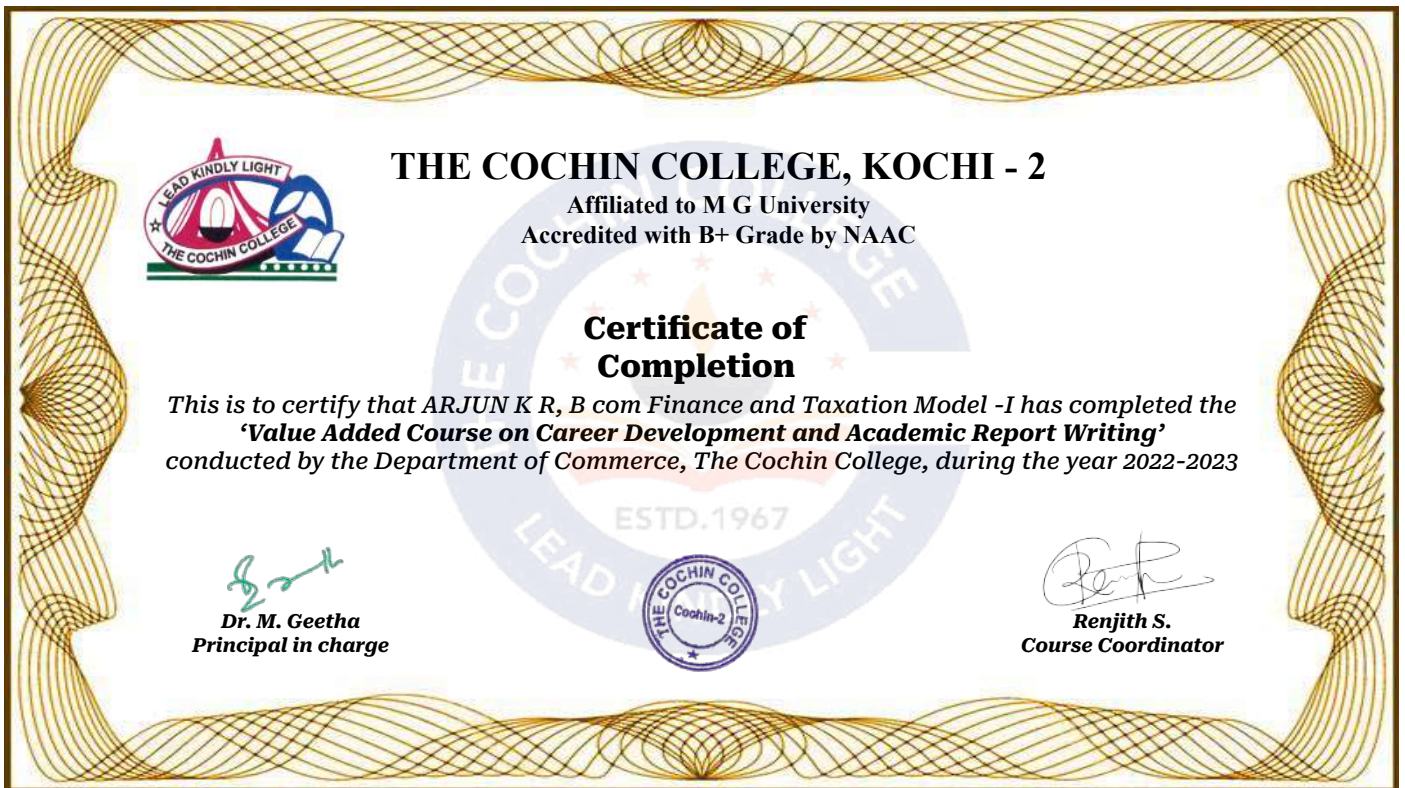 LEAD KINDLY LIGHT
THE COCHIN COLLEGE
THE COCHIN COLLEGE, KOCHI - 2
Affiliated to M G University
Accredited with B+ Grade by NAAC
THE COCHIN COLLEGE
Certificate of
Completion
This is to certify that ARJUN K R, B com Finance and Taxation Model -I has completed the
‘Value Added Course on Career Development and Academic Report Writing’
conducted by the Department of Commerce, The Cochin College, during the year 2022-2023
ESTD.1967
LEAD KINDLY LIGHT
THE COCHIN COLLEGE
Cochin-2
Dr. M. Geetha
Principal in charge
Renjith S.
Course Coordinator